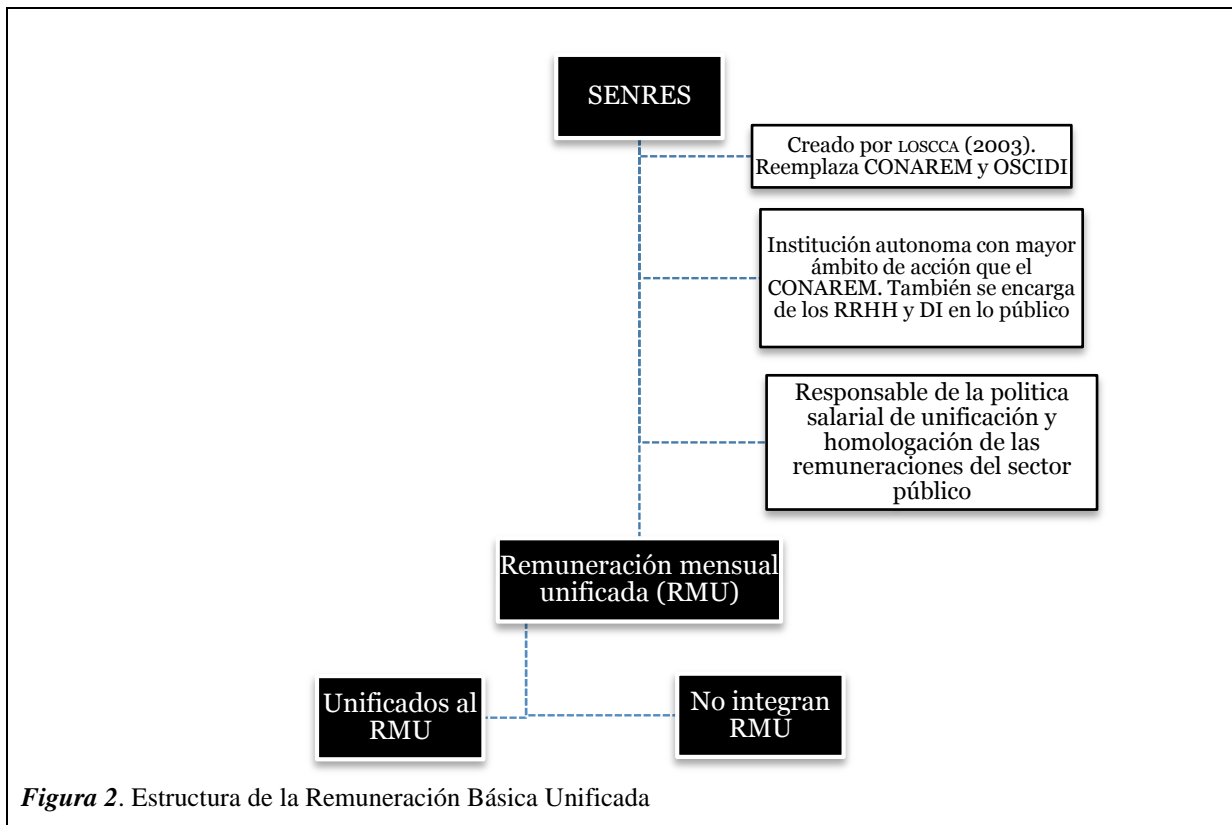 SENRES
Creado por LOSCCA (2003).
Reemplaza CONAREM y OSCIDI
Institución autonoma con mayor
ámbito de acción que el
CONAREM. También se encarga
de los RRHH y DI en lo público
Responsable de la politica
salarial de unificación y
homologación de las
remuneraciones del sector
público
Remuneración mensual
unificada (RMU)
Unificados al
RMU
No integran
RMU
Figura 2. Estructura de la Remuneración Básica Unificada